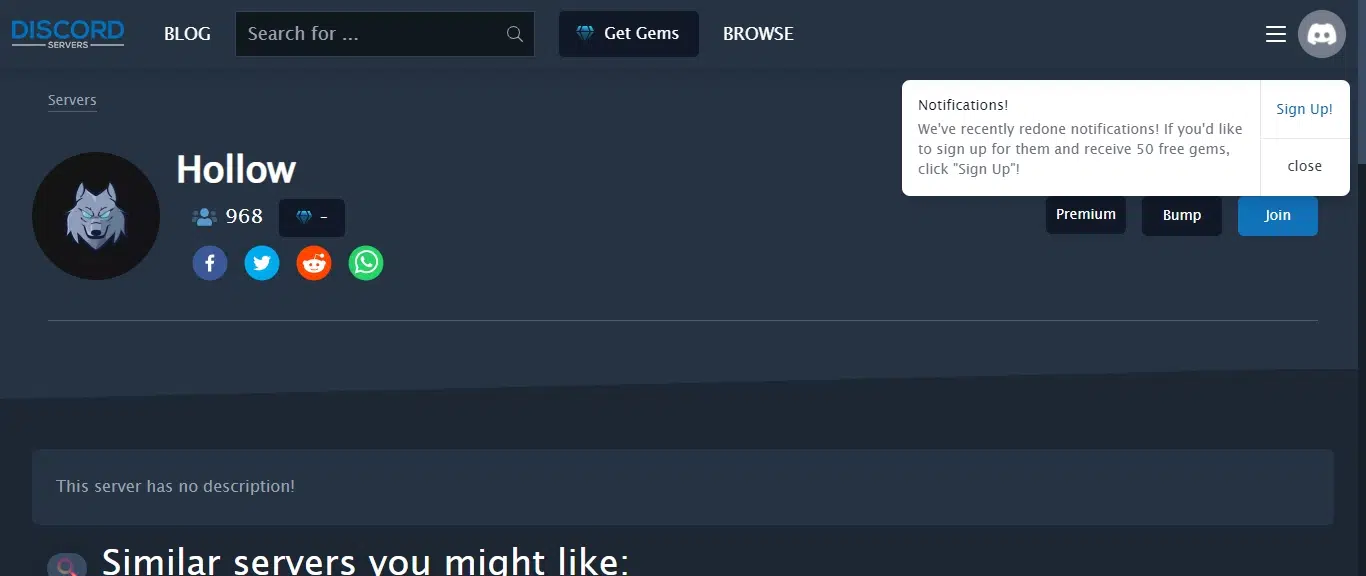 DISCORD
SERVERS
BLOG
Search for ...
Get Gems
BROWSE
Servers
Notifications!
We've recently redone notifications! If you'd like
to sign up for them and receive 50 free gems,
click "Sign Up"!
Sign Up!
close
Hollow
968
-
Premium
Bump
Join
This server has no description!
Similar servers you might like: